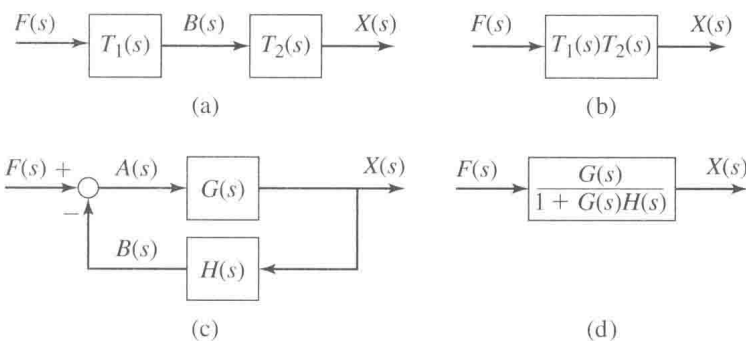 F(s) T₁(s) B(s) T₂(s) X(s)
(a)
F(s) T₁(s)T₂(s) X(s)
(b)
F(s) + − A(s) G(s) X(s)
B(s) H(s)
(c)
F(s) G(s) X(s)
1 + G(s)H(s)
(d)